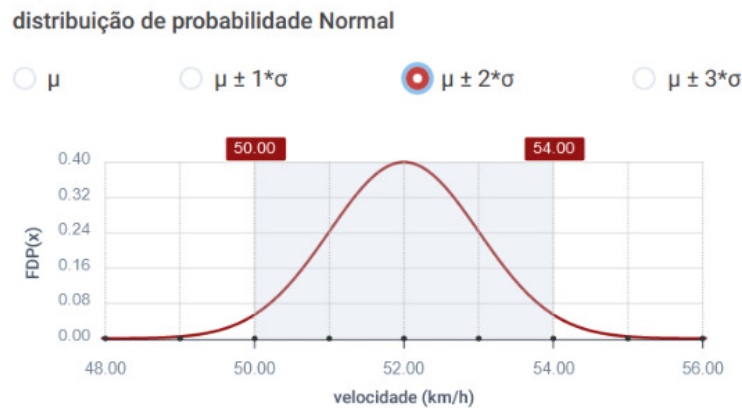 distribuição de probabilidade Normal
μ
μ ± 1*σ
μ ± 2*σ
μ ± 3*σ
50.00
54.00
0.40
0.32
0.24
0.16
0.08
0.00
FDP(x)
48.00
50.00
52.00
54.00
56.00
velocidade (km/h)